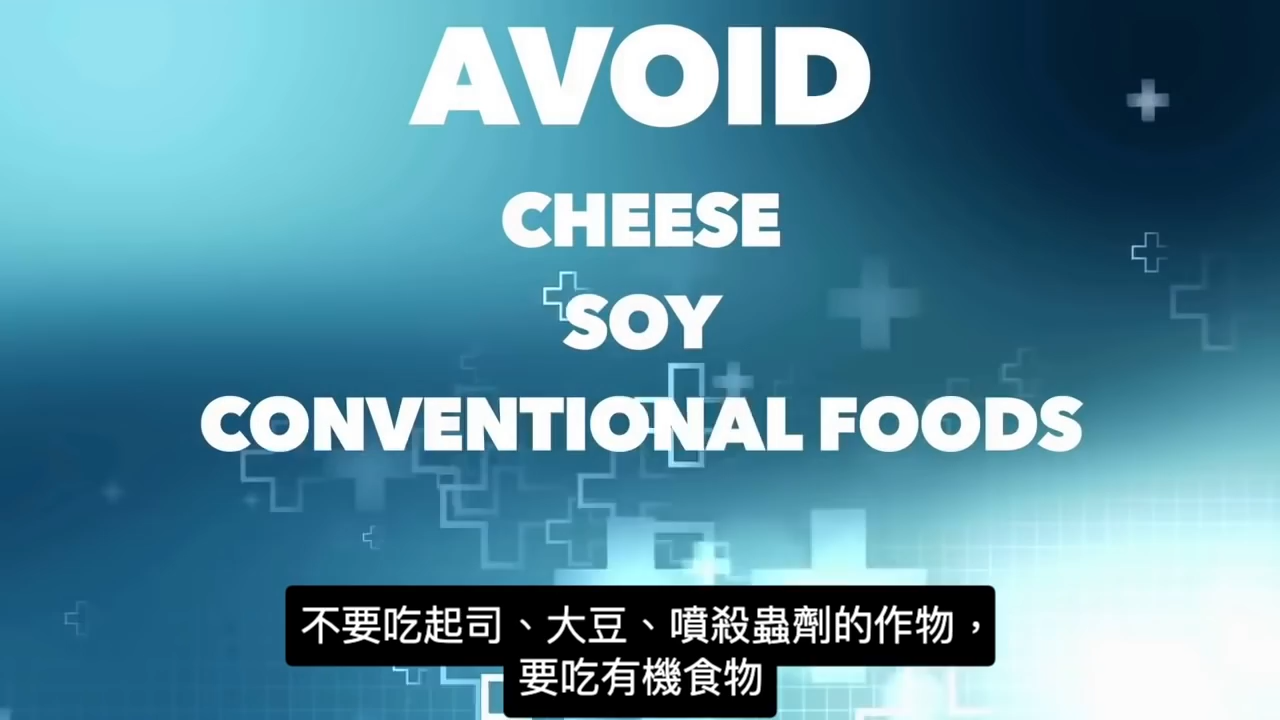 AVOID
CHEESE
SOY
CONVENTIONAL FOODS
不要吃起司、大豆、噴殺蟲劑的作物，
要吃有機食物